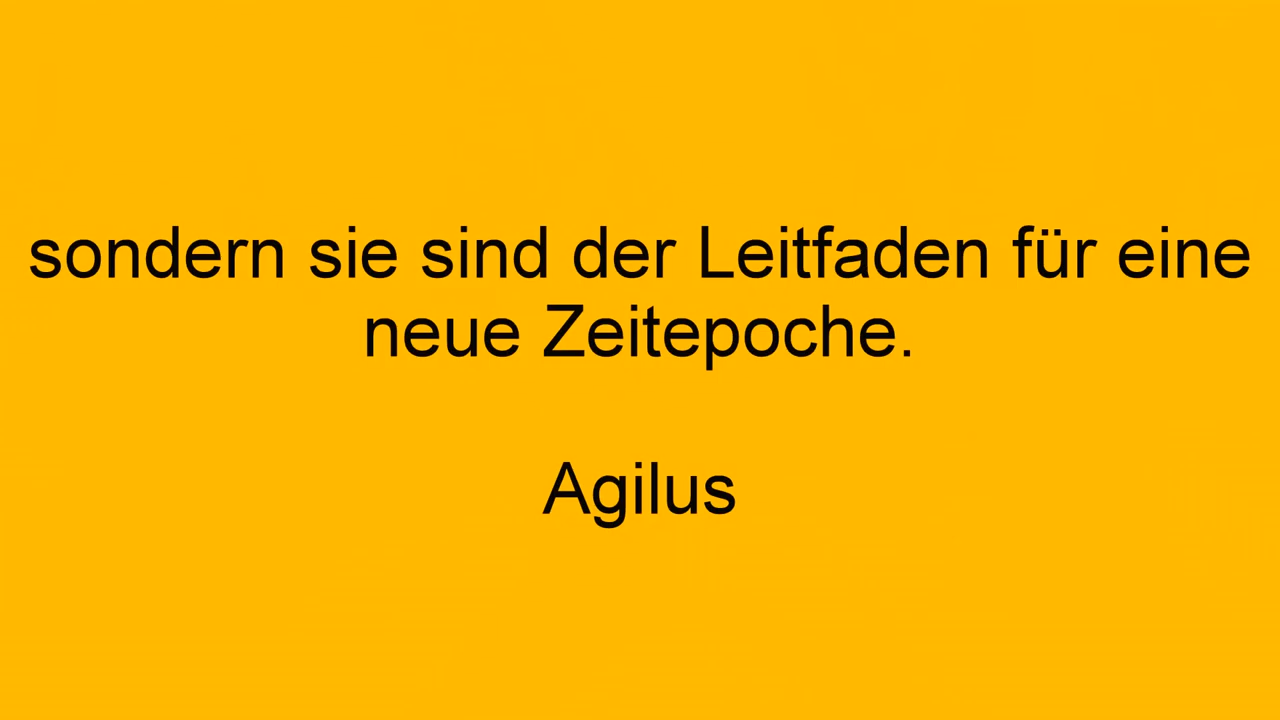 sondern sie sind der Leitfaden für eine
neue Zeitepoche.
Agilus